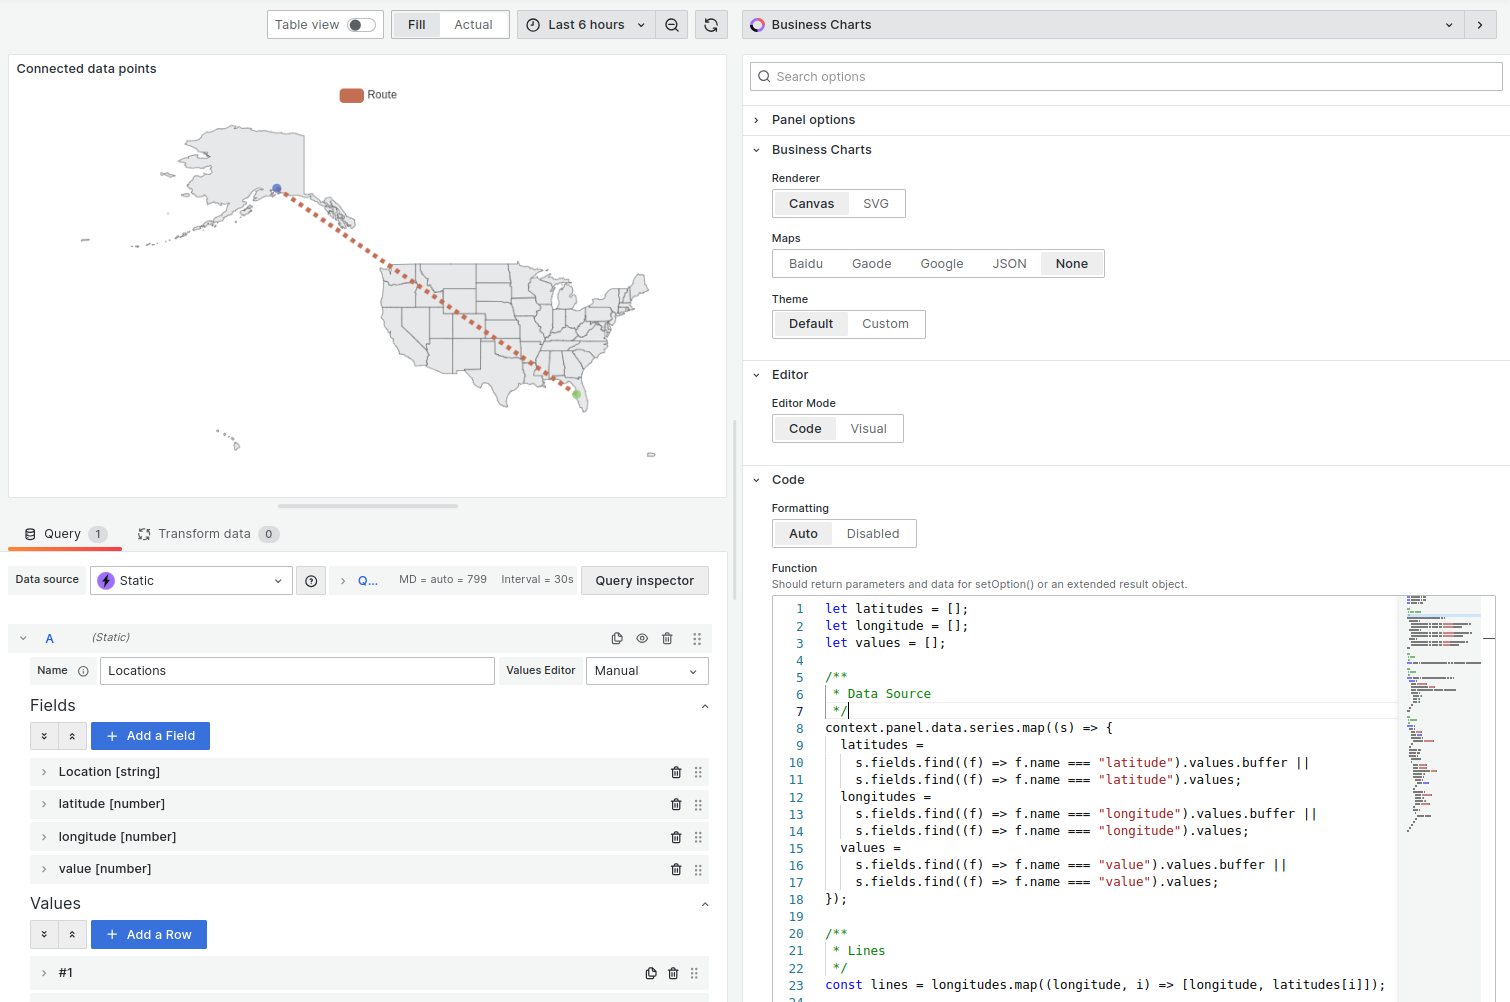 Table view
Fill
Actual
Last 6 hours
Business Charts
Connected data points
Route
Search options
Panel options
Business Charts
Renderer
Canvas
SVG
Maps
Baidu
Gaode
Google
JSON
None
Theme
Default
Custom
Editor
Editor Mode
Code
Visual
Code
Formatting
Auto
Disabled
Function
Should return parameters and data for setOption() or an extended result object.
1 let latitudes = [];
2 let longitude = [];
3 let values = [];
4
5 /**
6 * Data Source
7 */
8 context.panel.data.series.map((s) => {
9 latitudes =
10 s.fields.find((f) => f.name === "latitude").values.buffer ||
11 s.fields.find((f) => f.name === "latitude").values;
12 longitudes =
13 s.fields.find((f) => f.name === "longitude").values.buffer ||
14 s.fields.find((f) => f.name === "longitude").values;
15 values =
16 s.fields.find((f) => f.name === "value").values.buffer ||
17 s.fields.find((f) => f.name === "value").values;
18 });
19
20 /**
21 * Lines
22 */
23 const lines = longitudes.map((longitude, i) => [longitude, latitudes[i]]);
24
Query 1
Transform data 0
Data source
Static
Q...
MD = auto = 799
Interval = 30s
Query inspector
A
(Static)
Name
Locations
Values Editor
Manual
Fields
Add a Field
Location [string]
latitude [number]
longitude [number]
value [number]
Values
Add a Row
#1